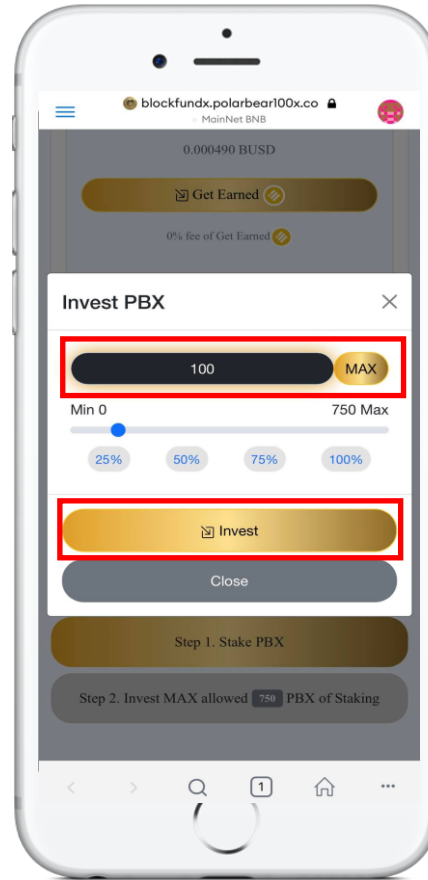 blockfundx.polarbear100x.co
MainNet BNB
0.000490 BUSD
Get Earned
0% fee of Get Earned
Invest PBX
100 MAX
Min 0 750 Max
25% 50% 75% 100%
Invest
Close
Step 1. Stake PBX
Step 2. Invest MAX allowed 750 PBX of Staking
1